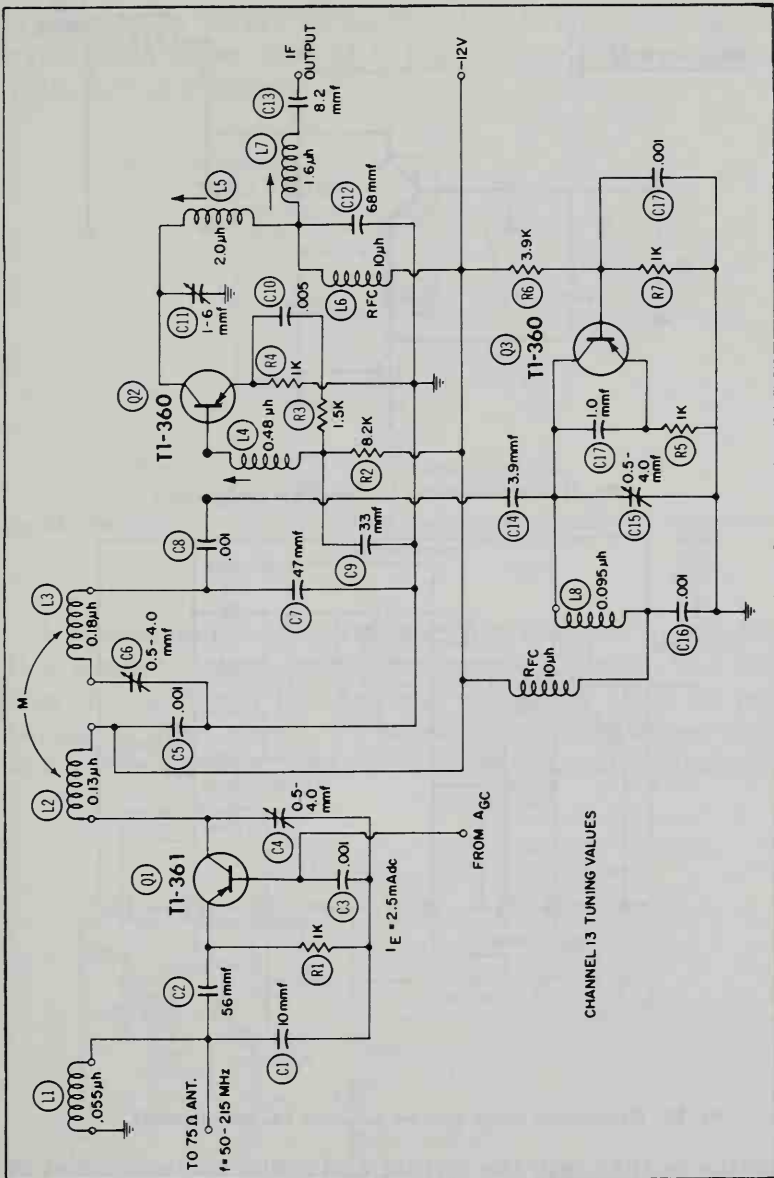 L1
.055µh
TO 75 Ω ANT.
f=50-215 MHz
C1
10mmf
C2
56mmf
R1
1K
Q1
T1-361
C3
.001
C4
0.5-
4.0
mmf
I E = 2.5mAdc
FROM AGC
M
L2
0.13µh
C5
.001
C6
0.5-4.0
mmf
L3
0.18µh
C7
47mmf
C8
.001
C9
33
mmf
L4
0.48µh
R2
8.2K
R3
1.5K
R4
1K
C10
.005
Q2
T1-360
C11
1-6
mmf
L5
2.0µh
L6
RFC
10µh
C12
68mmf
L7
1.6µh
C13
8.2
mmf
IF
OUTPUT
-12V
R6
3.9K
R7
1K
C17
.001
Q3
T1-360
C17
1.0
mmf
R5
1K
C14
3.9mmf
C15
0.5-
4.0
mmf
L8
0.095µh
C16
.001
RFC
10µh
CHANNEL 13 TUNING VALUES